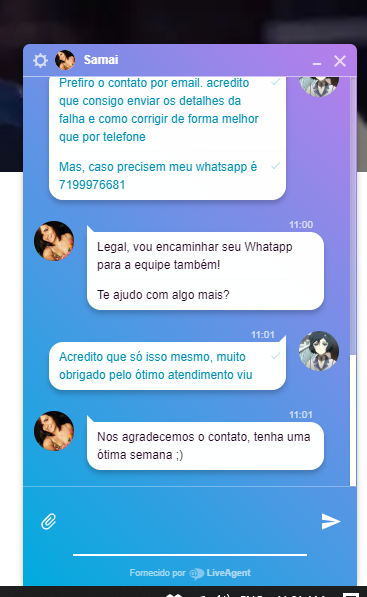 Samai
Prefiro o contato por email. acredito
que consigo enviar os detalhes da
falha e como corrigir de forma melhor
que por telefone
Mas, caso precisem meu whatsapp é
7199976681
11:00
Legal, vou encaminhar seu Whatapp
para a equipe também!
Te ajudo com algo mais?
11:01
Acredito que só isso mesmo, muito
obrigado pelo ótimo atendimento viu
11:01
Nos agradecemos o contato, tenha uma
ótima semana ;)
Fornecido por LiveAgent